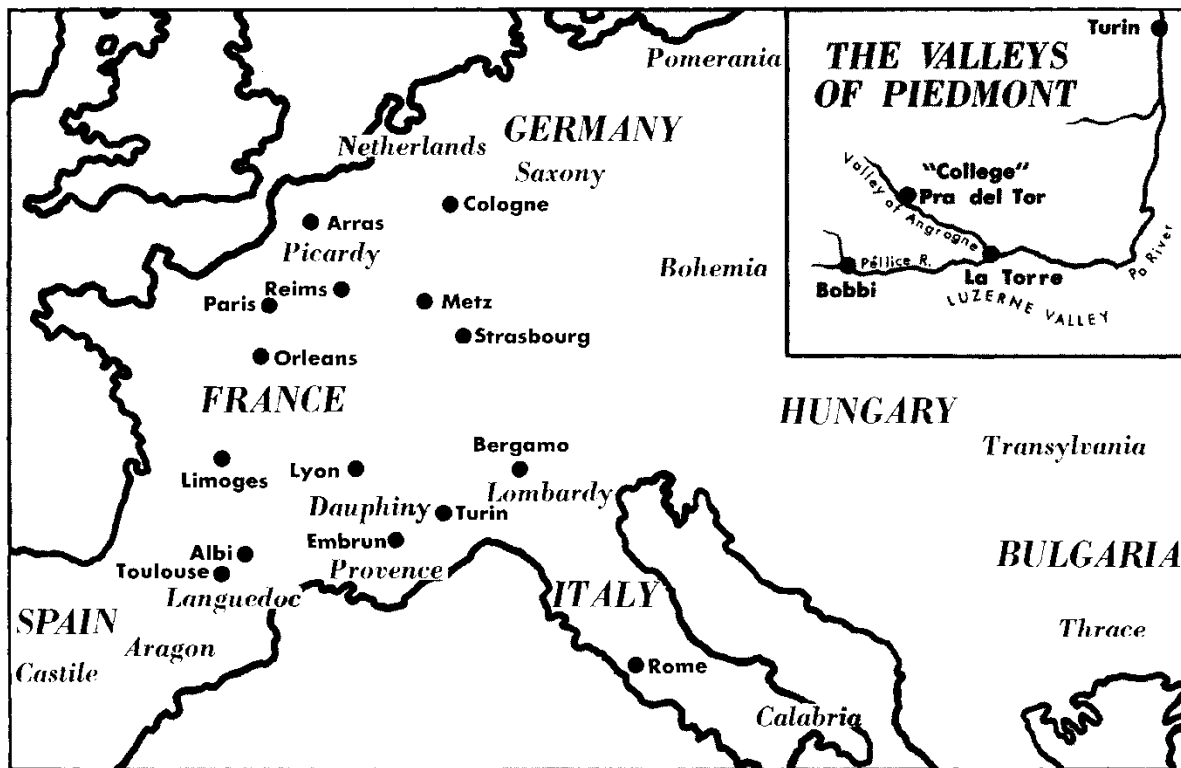 Pomerania
Netherlands
GERMANY
Saxony
Cologne
Arras
Picardy
Bohemia
Reims
Paris
Metz
Strasbourg
Orleans
FRANCE
HUNGARY
Transylvania
Bergamo
Limoges
Lyon
Lombardy
Dauphiny
Turin
Embrun
Provence
Albi
Toulouse
Languedoc
BULGARIA
ITALY
SPAIN
Aragon
Castile
Thrace
Rome
Calabria
THE VALLEYS
OF PIEDMONT
Turin
"College"
Pra del Tor
Valley of Angrogne
Péllice R.
La Torre
Bobbi
LUZERNE VALLEY
Po River